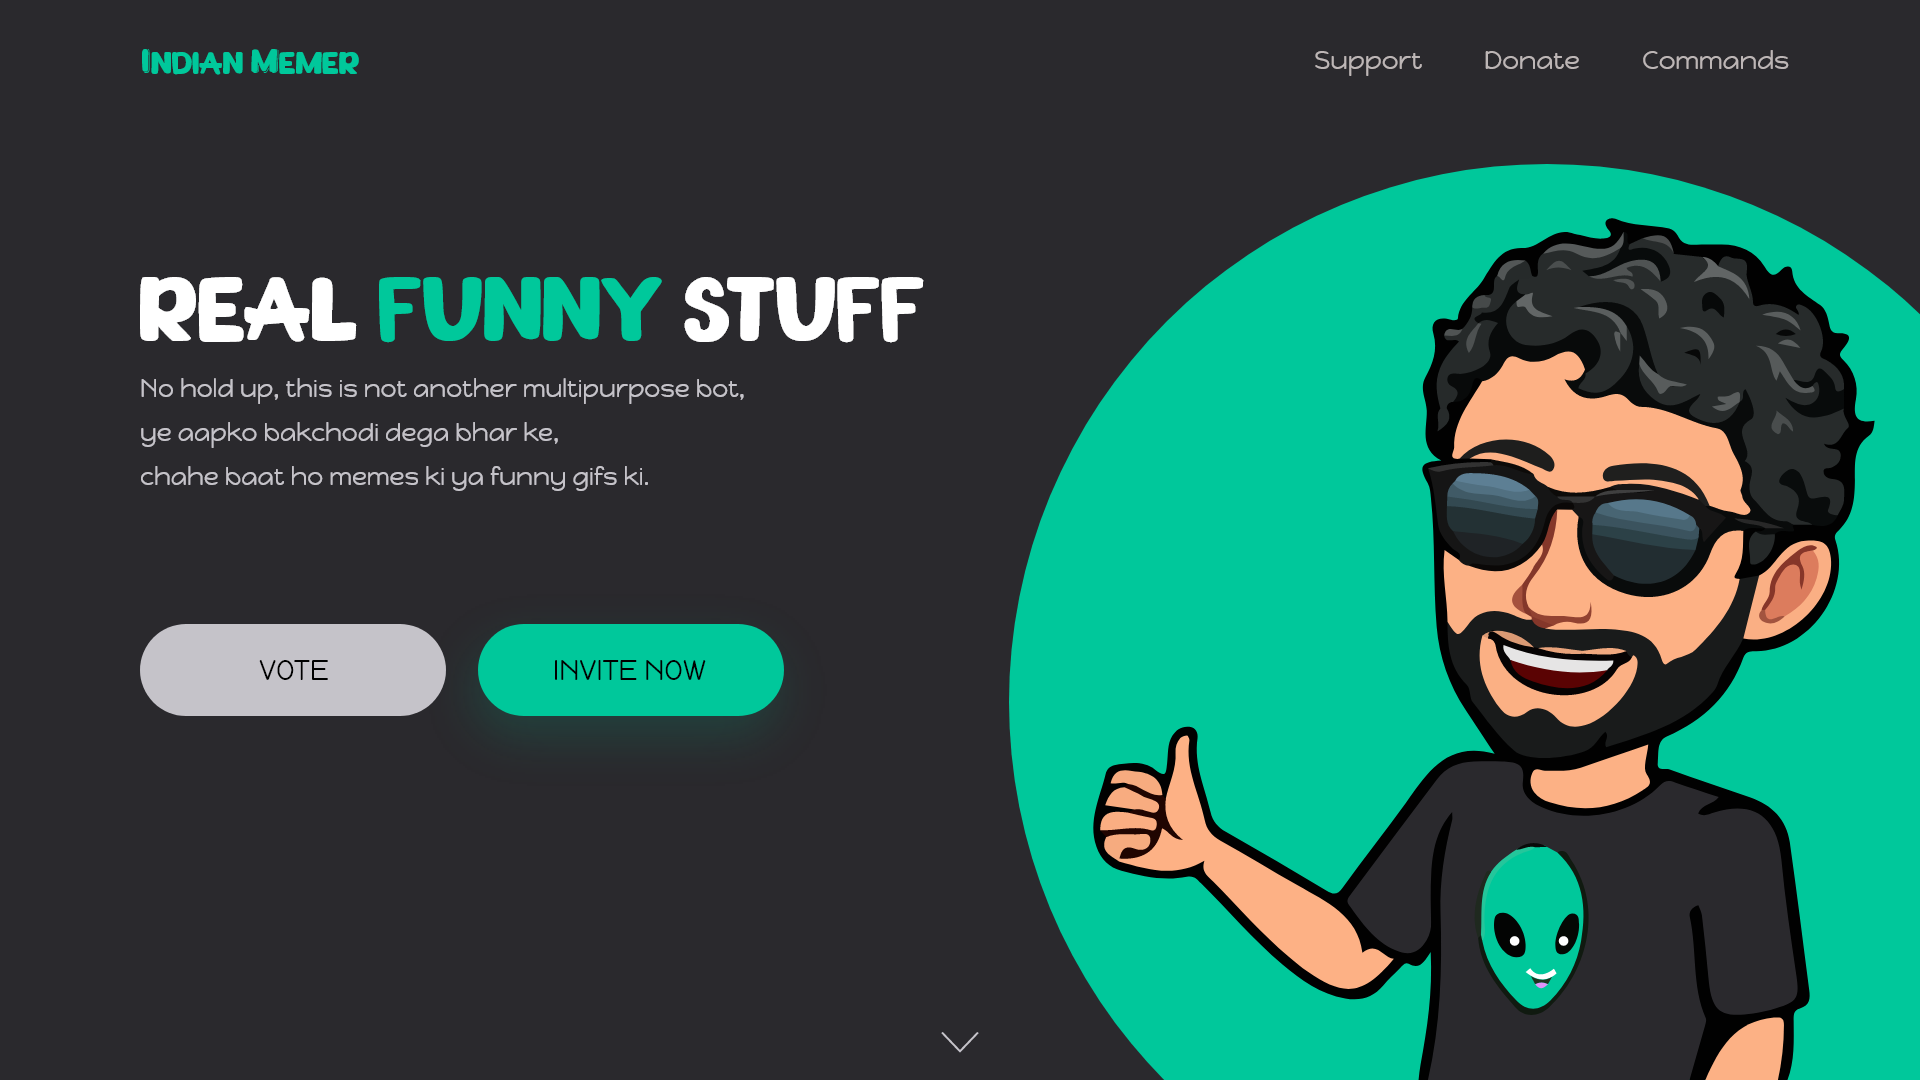 Indian Memer
Support
Donate
Commands
REAL FUNNY STUFF
No hold up, this is not another multipurpose bot,
ye aapko bakchodi dega bhar ke,
chahe baat ho memes ki ya funny gifs ki.
VOTE
INVITE NOW